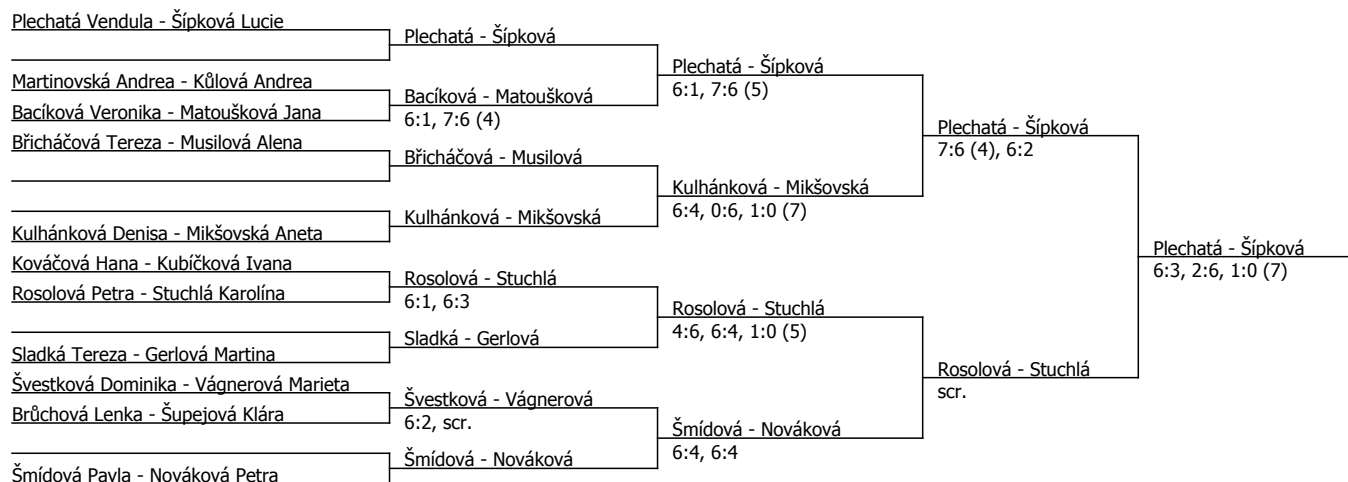 Plechatá Vendula - Šípková Lucie
Plechatá - Šípková
Martinovská Andrea - Kůlová Andrea
Plechatá - Šípková
6:1, 7:6 (5)
Bacíková Veronika - Matoušková Jana
Bacíková - Matoušková
6:1, 7:6 (4)
Plechatá - Šípková
7:6 (4), 6:2
Břicháčová Tereza - Musilová Alena
Břicháčová - Musilová
Kulhánková - Mikšovská
6:4, 0:6, 1:0 (7)
Kulhánková - Mikšovská
Kulhánková Denisa - Mikšovská Aneta
Plechatá - Šípková
6:3, 2:6, 1:0 (7)
Kováčová Hana - Kubíčková Ivana
Rosolová - Stuchlá
6:1, 6:3
Rosolová Petra - Stuchlá Karolína
Rosolová - Stuchlá
4:6, 6:4, 1:0 (5)
Sladká - Gerlová
Sladká Tereza - Gerlová Martina
Rosolová - Stuchlá
scr.
Švestková Dominika - Vágnerová Marieta
Švestková - Vágnerová
6:2, scr.
Brůchová Lenka - Šupejová Klára
Šmídová - Nováková
6:4, 6:4
Šmídová - Nováková
Šmídová Pavla - Nováková Petra